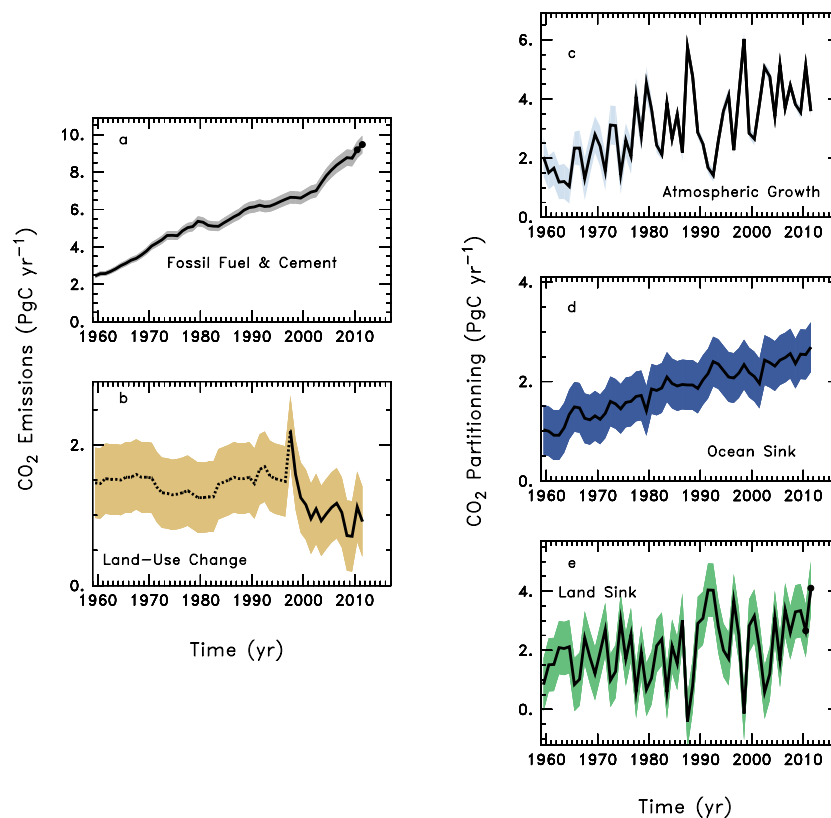 CO2 Emissions (PgC yr−1)
a
10.
8.
6.
4.
2.
0.
Fossil Fuel & Cement
1960 1970 1980 1990 2000 2010
b
2.
0.
Land−Use Change
1960 1970 1980 1990 2000 2010
Time (yr)
CO2 Partitionning (PgC yr−1)
c
6.
4.
2.
0.
Atmospheric Growth
1960 1970 1980 1990 2000 2010
d
4.
2.
0.
Ocean Sink
1960 1970 1980 1990 2000 2010
e
Land Sink
4.
2.
0.
1960 1970 1980 1990 2000 2010
Time (yr)